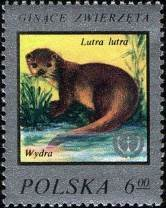 GINĄCE ZWIERZĘTA
Lutra lutra
Wydra
POLSKA 6.00